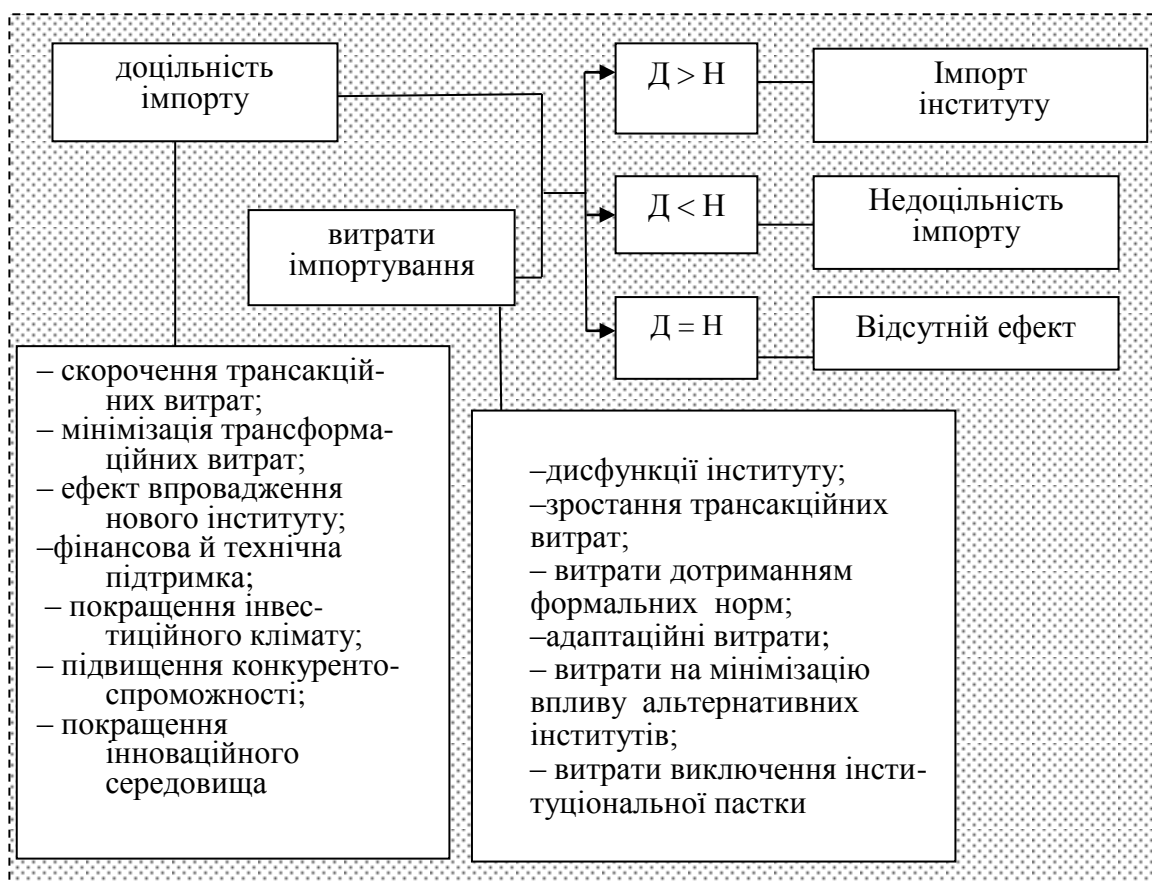 доцільність
імпорту
Д > Н
Імпорт
інституту
витрати
імпортування
Д < Н
Недоцільність
імпорту
Д = Н
Відсутній ефект
– скорочення трансакцій-
них витрат;
– мінімізація трансформа-
ційних витрат;
– ефект впровадження
нового інституту;
–фінансова й технічна
підтримка;
– покращення інвес-
тиційного клімату;
– підвищення конкуренто-
спроможності;
– покращення
інноваційного
середовища
–дисфункції інституту;
–зростання трансакційних
витрат;
– витрати дотриманням
формальних норм;
–адаптаційні витрати;
– витрати на мінімізацію
впливу альтернативних
інститутів;
– витрати виключення інсти-
туціональної пастки